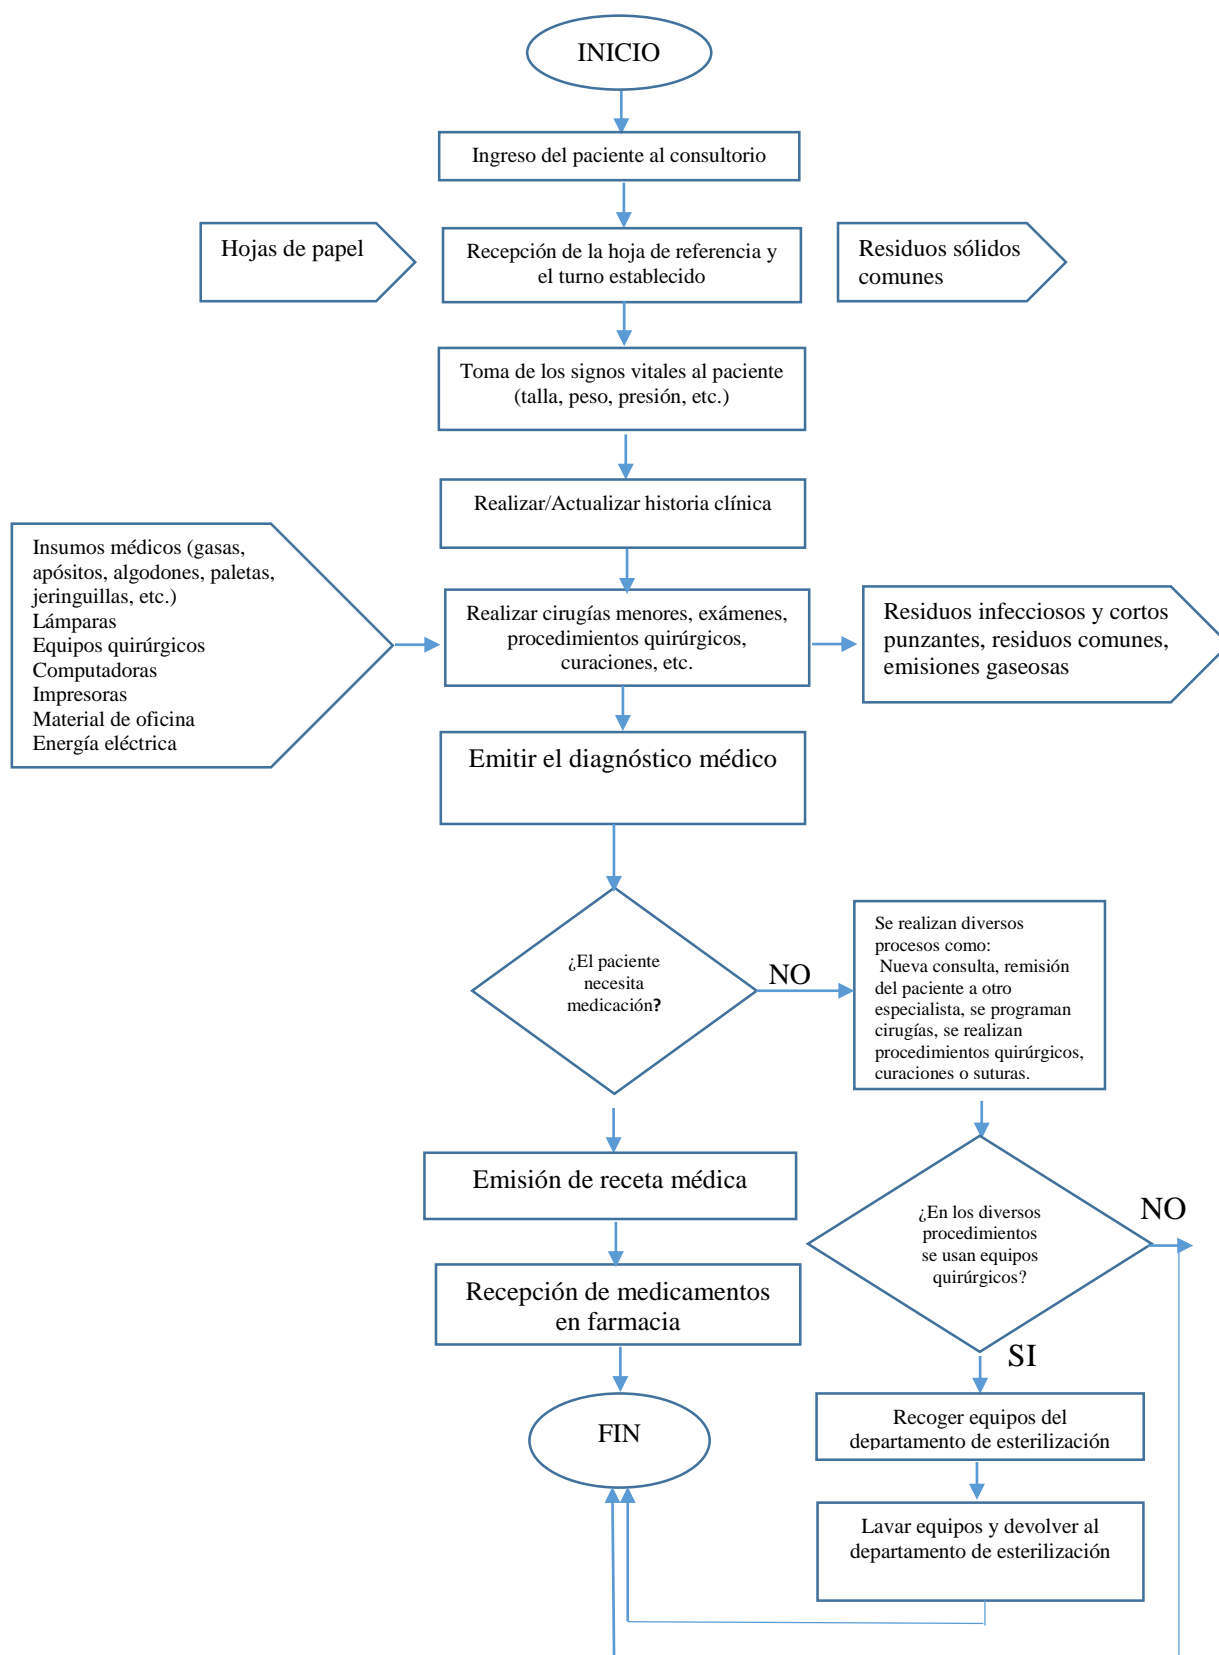 INICIO
Ingreso del paciente al consultorio
Hojas de papel
Recepción de la hoja de referencia y
el turno establecido
Residuos sólidos
comunes
Toma de los signos vitales al paciente
(talla, peso, presión, etc.)
Realizar/Actualizar historia clínica
Insumos médicos (gasas,
apósitos, algodones, paletas,
jeringuillas, etc.)
Lámparas
Equipos quirúrgicos
Computadoras
Impresoras
Material de oficina
Energía eléctrica
Realizar cirugías menores, exámenes,
procedimientos quirúrgicos,
curaciones, etc.
Residuos infecciosos y cortos
punzantes, residuos comunes,
emisiones gaseosas
Emitir el diagnóstico médico
¿El paciente
necesita
medicación?
NO
Se realizan diversos
procesos como:
Nueva consulta, remisión
del paciente a otro
especialista, se programan
cirugías, se realizan
procedimientos quirúrgicos,
curaciones o suturas.
Emisión de receta médica
¿En los diversos
procedimientos
se usan equipos
quirúrgicos?
NO
Recepción de medicamentos
en farmacia
SI
FIN
Recoger equipos del
departamento de esterilización
Lavar equipos y devolver al
departamento de esterilización